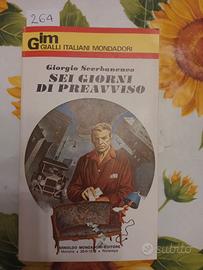 264
Gim
GIALLI ITALIANI MONDADORI
Giorgio Scerbanenco
SEI GIORNI
DI PREAVVISO
ARNOLDO MONDADORI EDITORE
subito